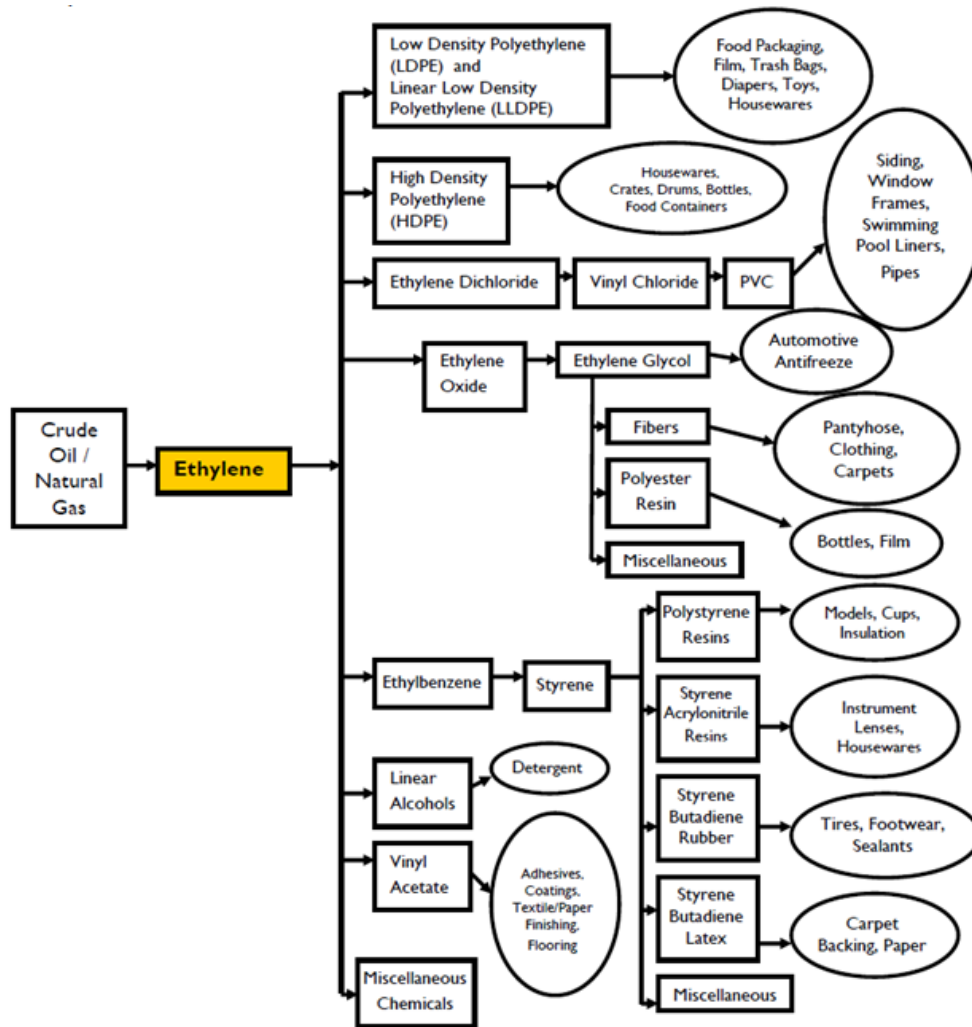 Low Density Polyethylene
(LDPE) and
Linear Low Density
Polyethylene (LLDPE)
Food Packaging,
Film, Trash Bags,
Diapers, Toys,
Housewares
High Density
Polyethylene
(HDPE)
Housewares,
Crates, Drums, Bottles,
Food Containers
Siding,
Window
Frames,
Swimming
Pool Liners,
Pipes
Ethylene Dichloride
Vinyl Chloride
PVC
Ethylene
Oxide
Ethylene Glycol
Automotive
Antifreeze
Crude
Oil /
Natural
Gas
Ethylene
Fibers
Pantyhose,
Clothing,
Carpets
Polyester
Resin
Bottles, Film
Miscellaneous
Ethylbenzene
Styrene
Polystyrene
Resins
Models, Cups,
Insulation
Styrene
Acrylonitrile
Resins
Instrument
Lenses,
Housewares
Linear
Alcohols
Detergent
Styrene
Butadiene
Rubber
Tires, Footwear,
Sealants
Vinyl
Acetate
Adhesives,
Coatings,
Textile/Paper
Finishing,
Flooring
Styrene
Butadiene
Latex
Carpet
Backing, Paper
Miscellaneous
Chemicals
Miscellaneous